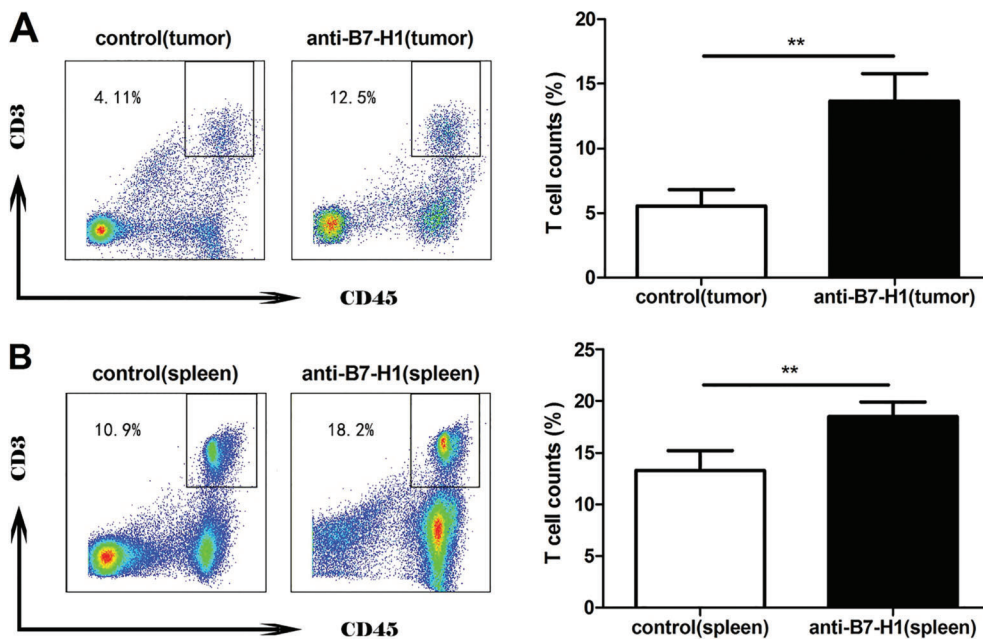 A
control(tumor)
anti-B7-H1(tumor)
4.11%
12.5%
CD3
CD45
T cell counts (%)
20
15
10
5
0
**
control(tumor)
anti-B7-H1(tumor)
B
control(spleen)
anti-B7-H1(spleen)
10.9%
18.2%
CD3
CD45
T cell counts (%)
25
20
15
10
5
0
**
control(spleen)
anti-B7-H1(spleen)